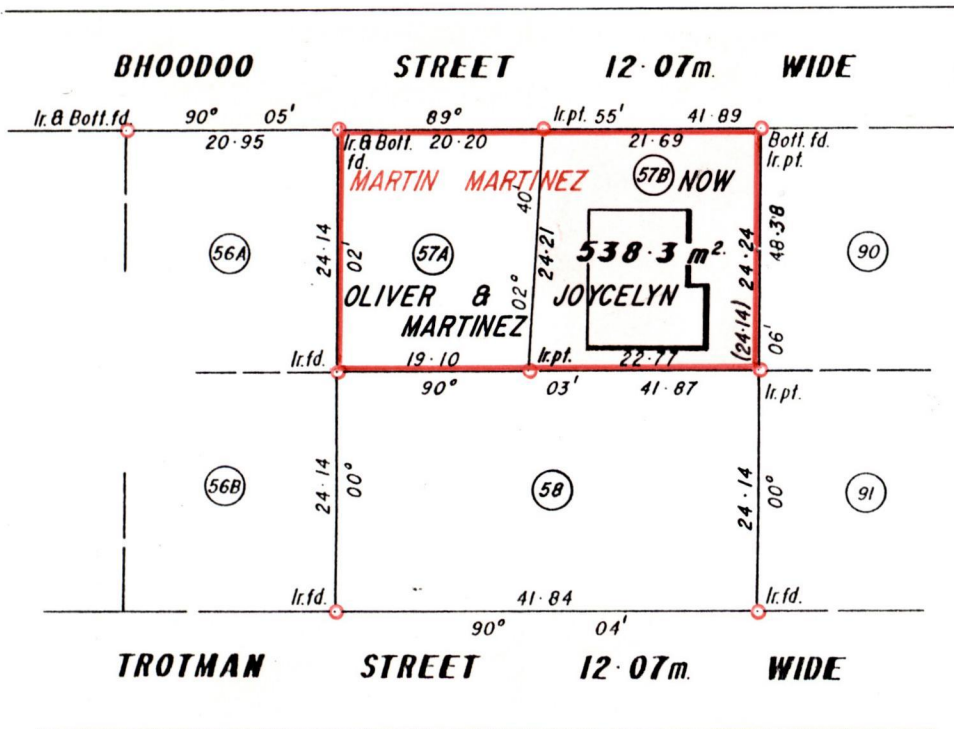 BHOODOO STREET 12·07m. WIDE
Ir. & Bott. fd. 90° 05' 89° Ir.pt. 55' 41·89
20·95 Ir. & Bott. fd. 20·20 21·69 Bott. fd. Ir.pt.
MARTIN MARTINEZ 57B NOW
40'
24·14 02' 24·21 02° 24·24 (24·14) 48·38 06'
56A 57A 538·3 m². 90
OLIVER & JOYCELYN
MARTINEZ
Ir.fd. 19·10 Ir.pt. 22·77
90° 03' 41·87 Ir.pt.
24·14 00° 24·14 00°
56B 58 91
Ir.fd. 41·84 Ir.fd.
90° 04'
TROTMAN STREET 12·07m. WIDE